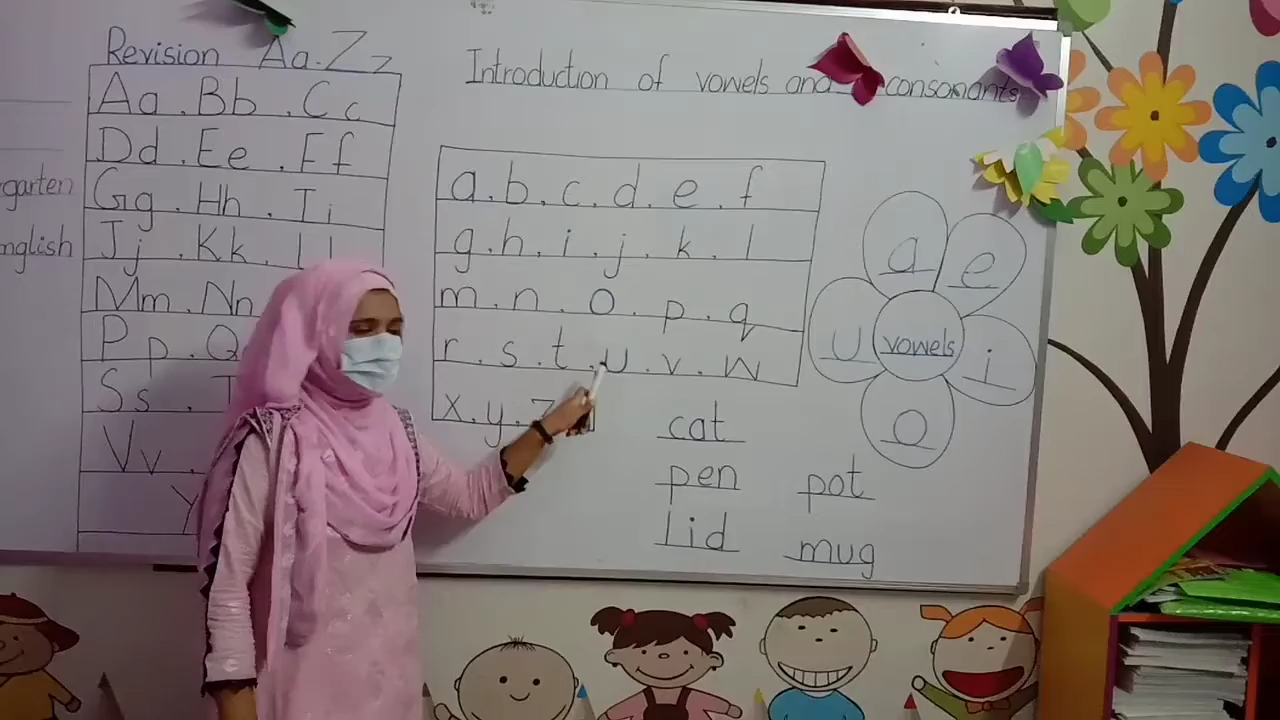 Revision Aa.Zz
Aa . Bb . Cc
Dd . Ee . Ff
Gg . Hh . Ii
Jj . Kk . Ll
Mm . Nn
Pp . Q
Ss .
Vv .
Y
garten
nglish
Introduction of vowels and consonants
a . b . c . d . e . f
g . h . i . j . k . l
m . n . o . p . q
r . s . t . u . v . w
x . y . z
a
e
U
vowels
i
o
cat
pen
pot
lid
mug